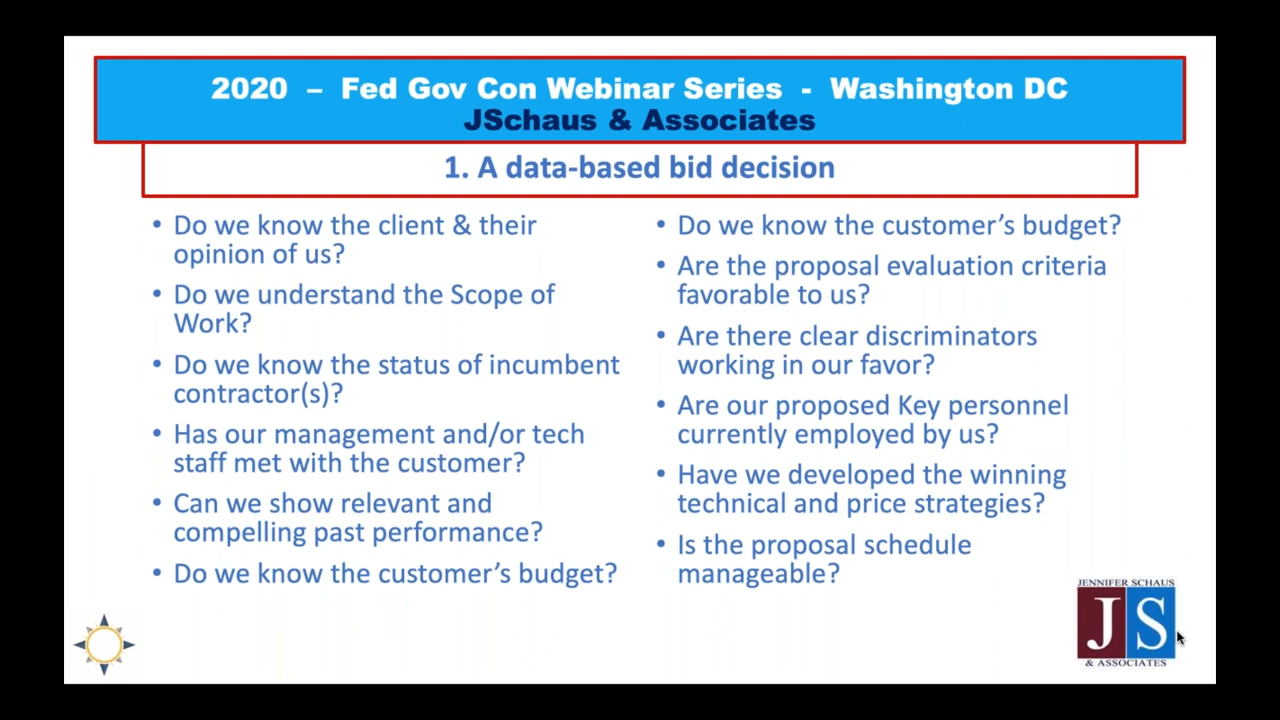 2020 – Fed Gov Con Webinar Series - Washington DC
JSchaus & Associates
1. A data-based bid decision
• Do we know the client & their
opinion of us?
• Do we understand the Scope of
Work?
• Do we know the status of incumbent
contractor(s)?
• Has our management and/or tech
staff met with the customer?
• Can we show relevant and
compelling past performance?
• Do we know the customer’s budget?
• Do we know the customer’s budget?
• Are the proposal evaluation criteria
favorable to us?
• Are there clear discriminators
working in our favor?
• Are our proposed Key personnel
currently employed by us?
• Have we developed the winning
technical and price strategies?
• Is the proposal schedule
manageable?
JENNIFER SCHAUS
JS
& ASSOCIATES